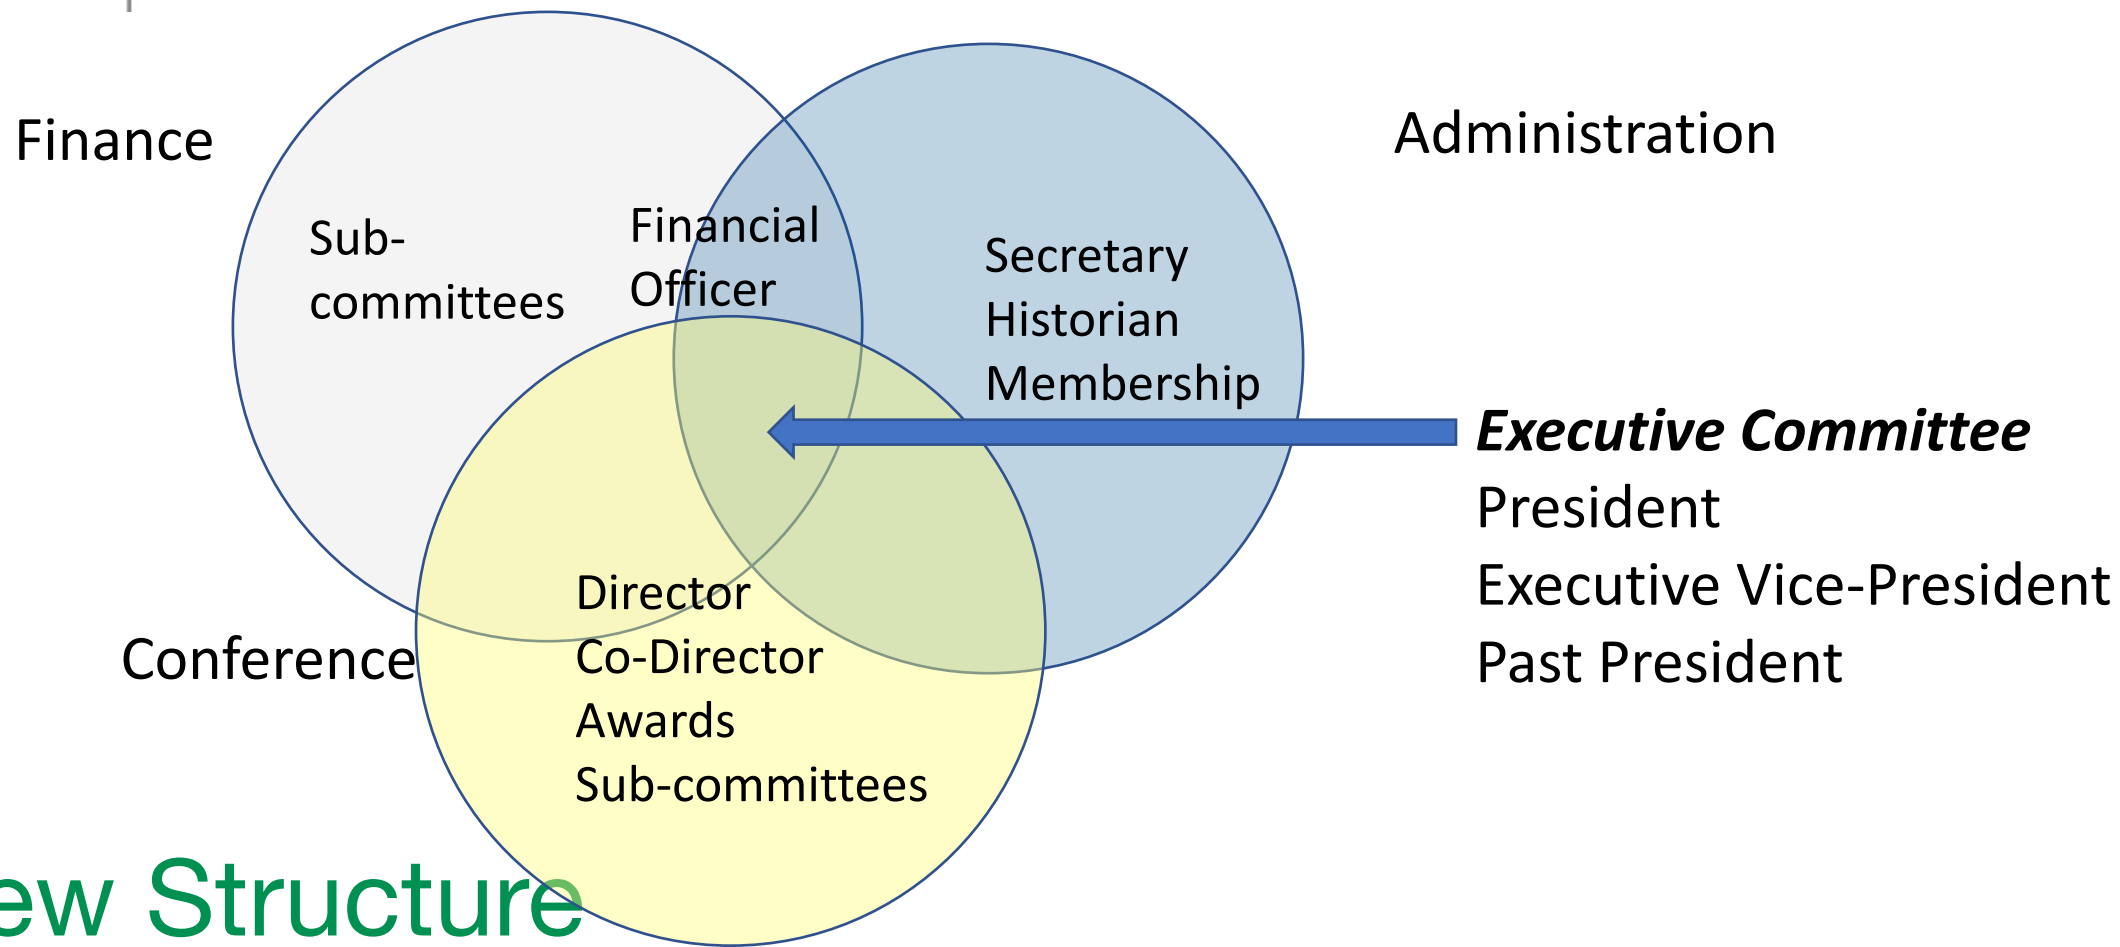 Finance
Administration
Sub-
committees
Financial
Officer
Secretary
Historian
Membership
Executive Committee
President
Executive Vice-President
Past President
Conference
Director
Co-Director
Awards
Sub-committees
ew Structure